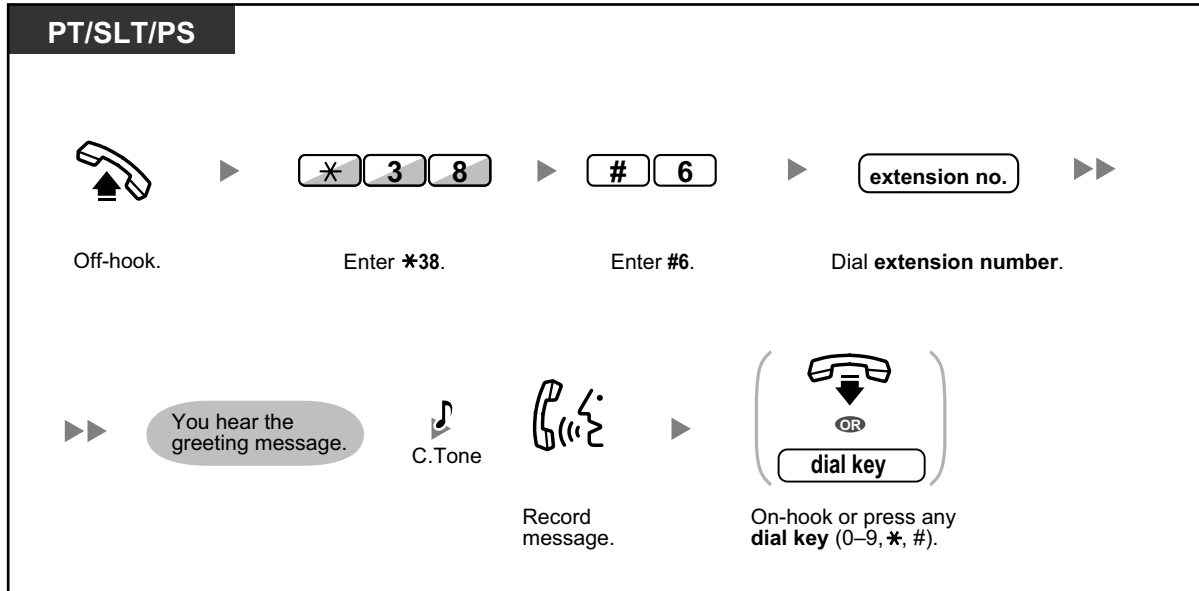 PT/SLT/PS
✳ 3 8 # 6 extension no.
Off-hook. Enter ✳38. Enter #6. Dial extension number.
You hear the
greeting message.
C.Tone
OR
dial key
Record
message.
On-hook or press any
dial key (0–9, ✳, #).